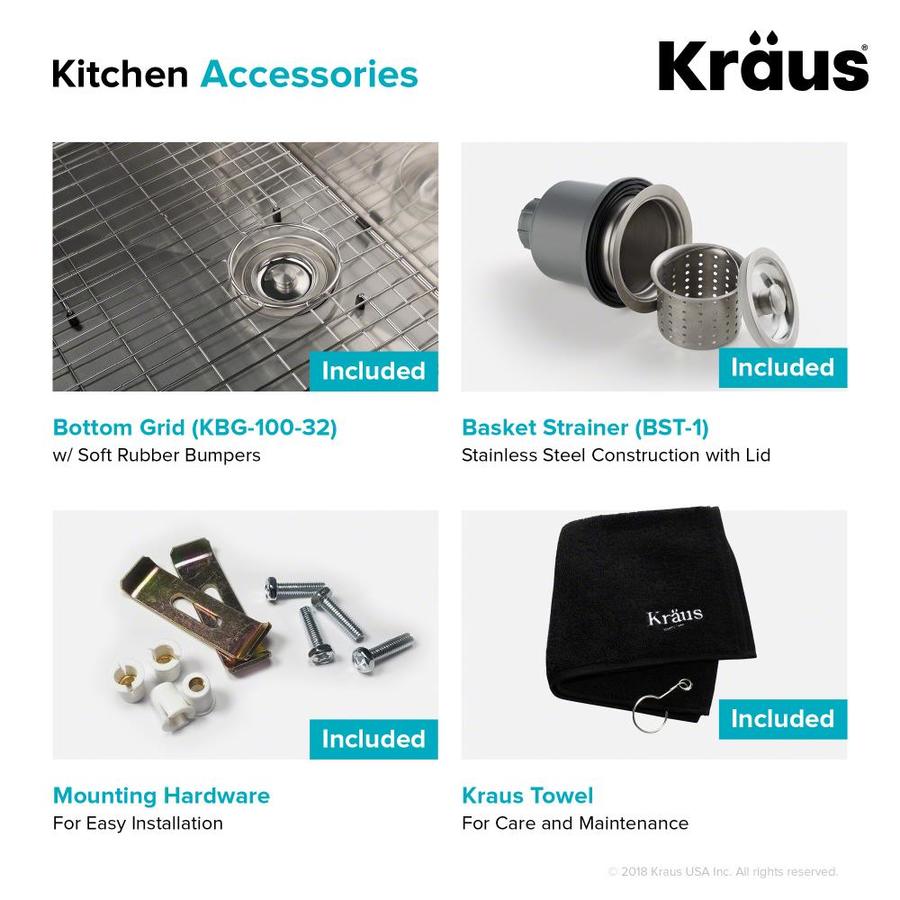 Kitchen Accessories
Kräus®
Included
Included
Bottom Grid (KBG-100-32)
w/ Soft Rubber Bumpers
Basket Strainer (BST-1)
Stainless Steel Construction with Lid
Kräus
Included
Included
Mounting Hardware
For Easy Installation
Kraus Towel
For Care and Maintenance
© 2018 Kraus USA Inc. All rights reserved.